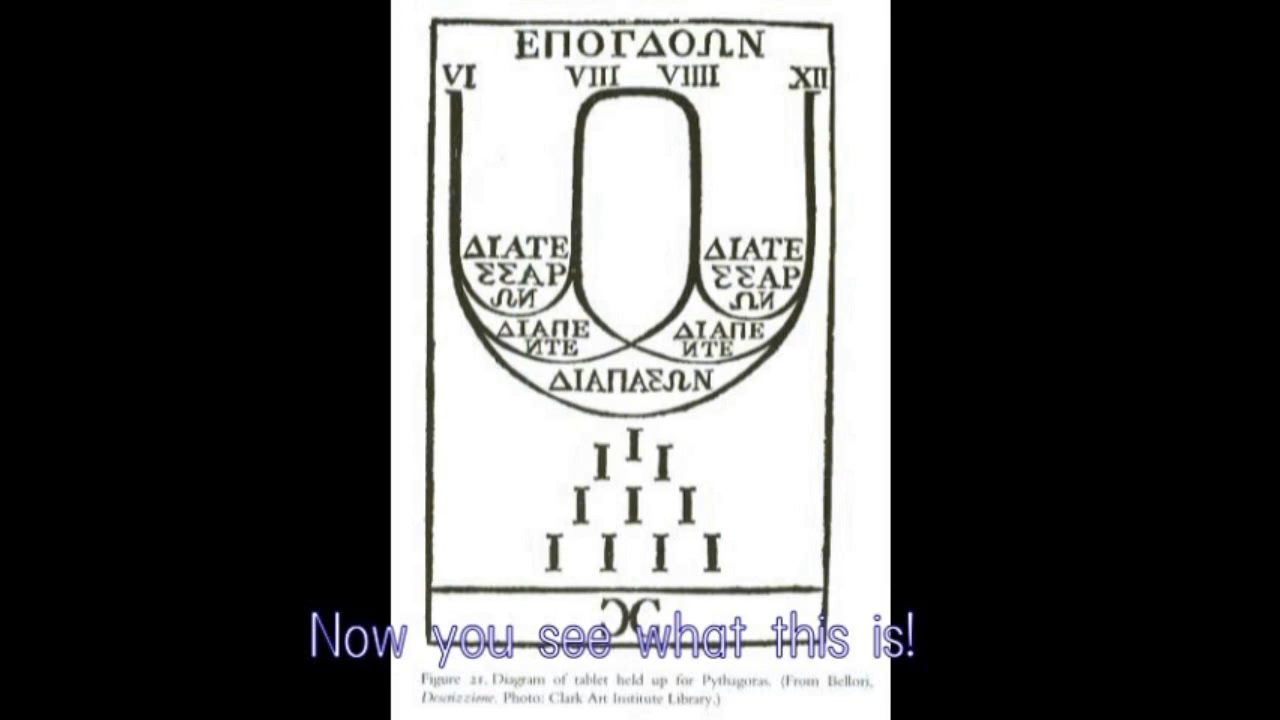 ΕΠΟΓΔΟΩΝ
VI VIII VIIII XII
ΔΙΑΤΕ ΔΙΑΤΕ
ΣΣΑΡ ΣΣΑΡ
ΩΝ ΩΝ
ΔΙΑΠΕ ΔΙΑΠΕ
ΝΤΕ ΝΤΕ
ΔΙΑΠΑΣΩΝ
I
I I
I I I
I I I I
ϽC
Now you see what this is!
Figure 21. Diagram of tablet held up for Pythagoras. (From Bellori,
Descrizzione. Photo: Clark Art Institute Library.)